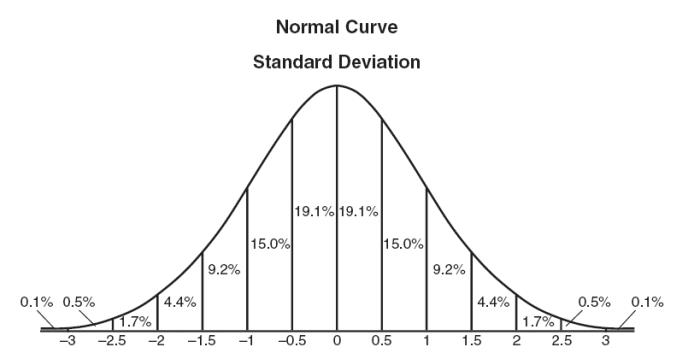 Normal Curve
Standard Deviation
19.1% 19.1%
15.0% 15.0%
9.2% 9.2%
0.1% 0.5% 4.4% 4.4% 0.5% 0.1%
1.7% 1.7%
–3 –2.5 –2 –1.5 –1 –0.5 0 0.5 1 1.5 2 2.5 3